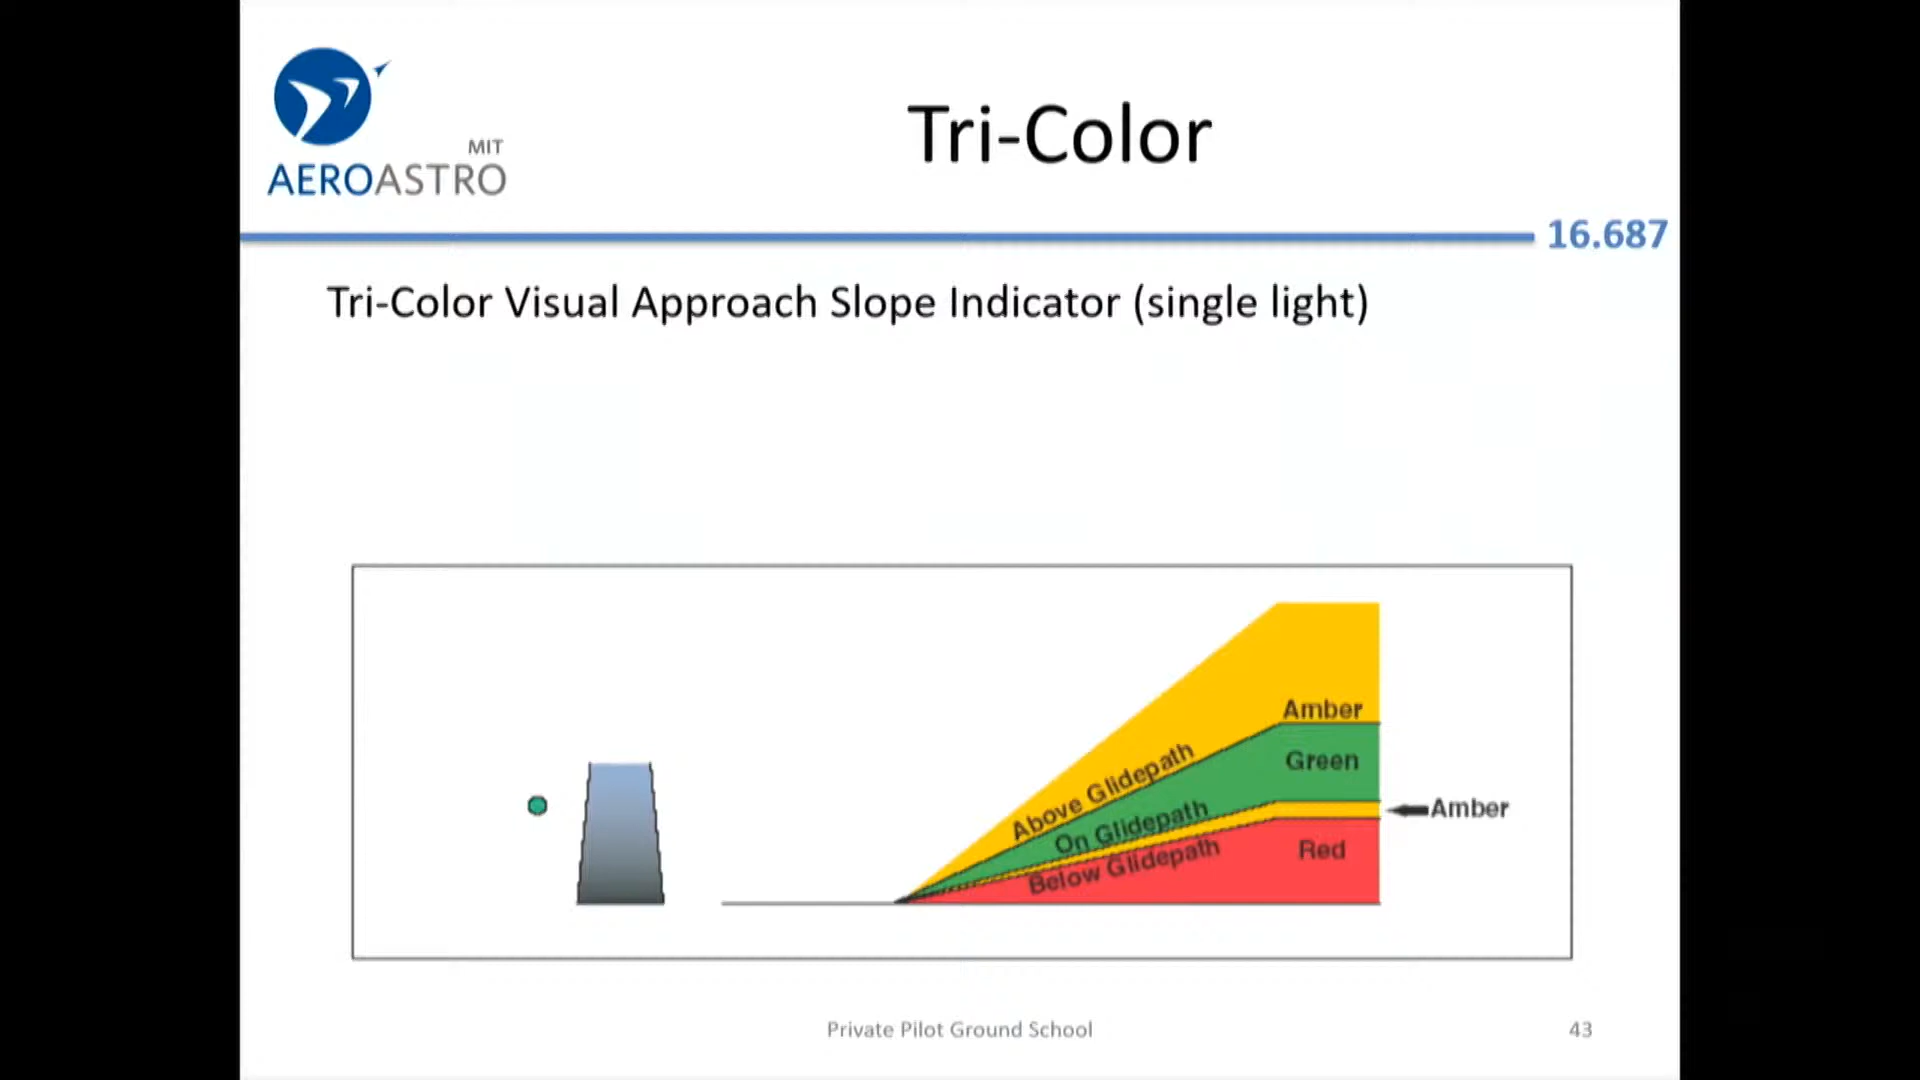 MIT
AEROASTRO
Tri-Color
16.687
Tri-Color Visual Approach Slope Indicator (single light)
Amber
Above Glidepath
Green
On Glidepath
Amber
Below Glidepath
Red
Private Pilot Ground School
43